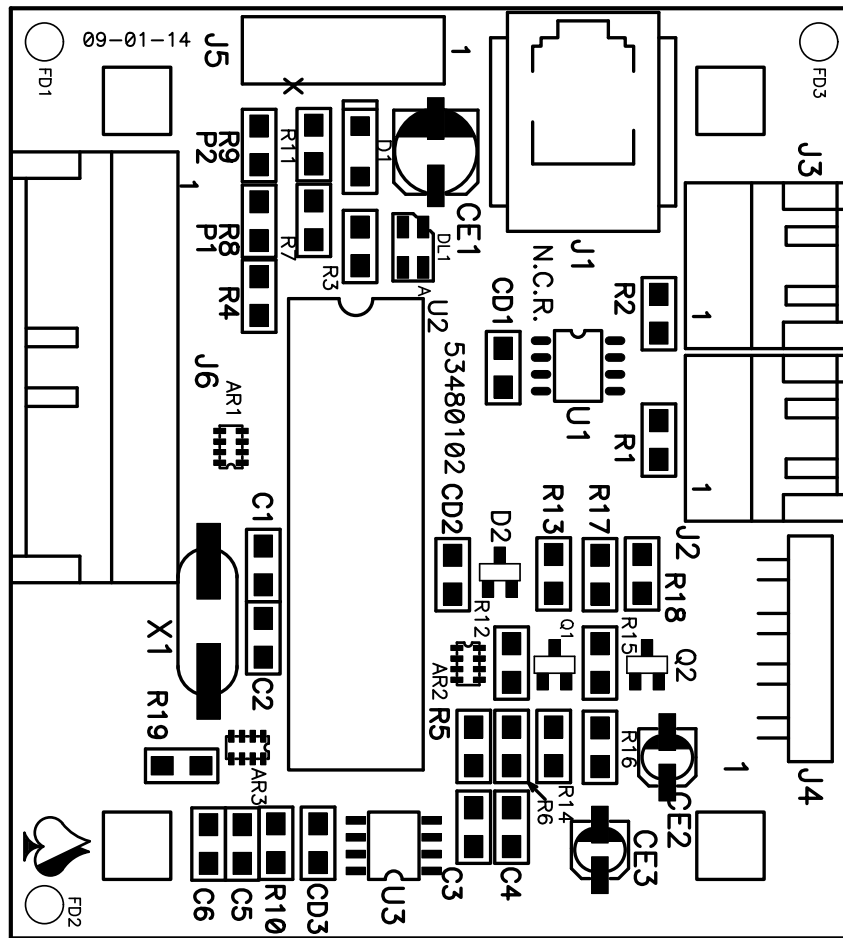 09-01-14
J5
1
FD1
FD3
R9
P2
R11
D1
J3
1
R8
P1
R7
CE1
DL1
A
R3
J1
N.C.R.
R4
U2
CD1
R2
1
J6
AR1
53480102
U1
R1
1
C1
CD2
D2
R13
R17
J2
R18
X1
C2
R12
AR2
Q1
R15
Q2
R19
R5
AR3
R6
R14
R16
CE2
1
J4
C6
C5
R10
CD3
U3
C3
C4
CE3
FD2